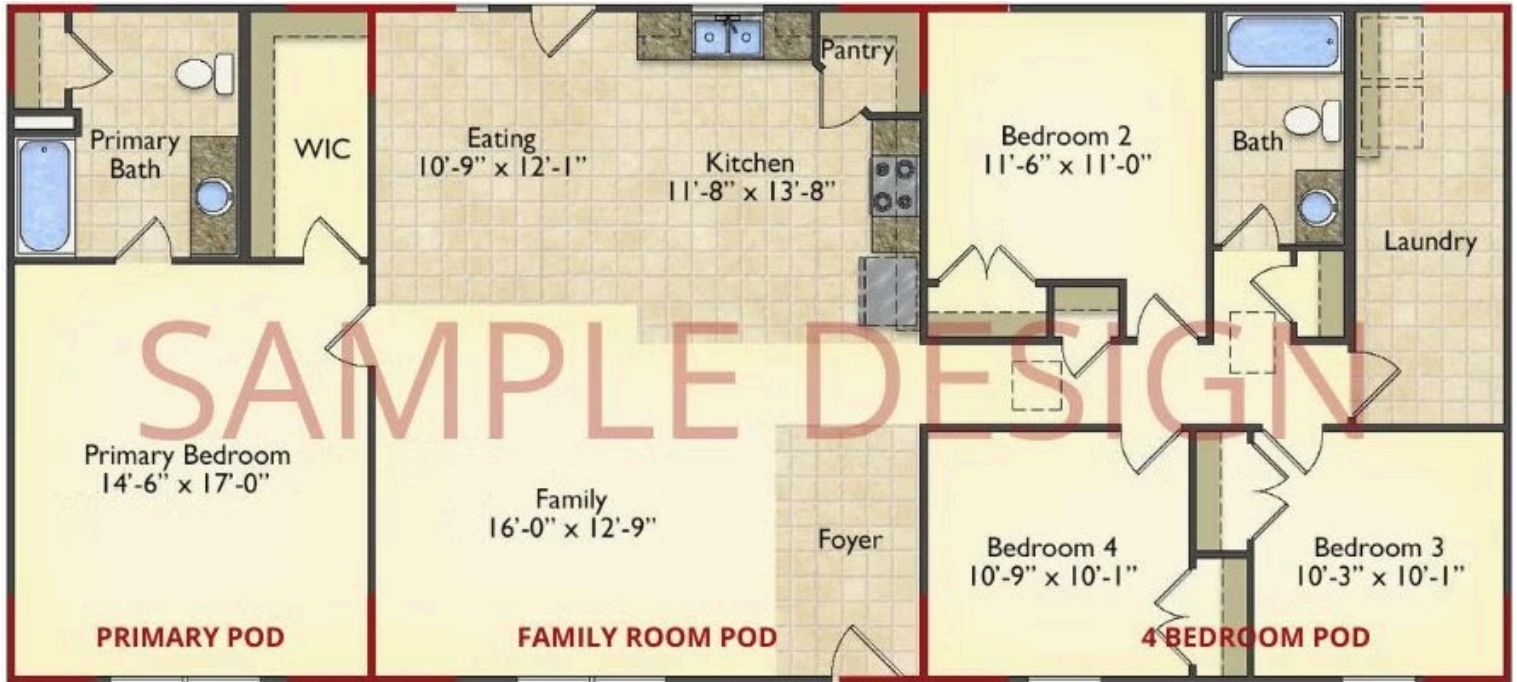 Primary
Bath
WIC
Eating
10'-9" x 12'-1"
Kitchen
11'-8" x 13'-8"
Pantry
Bedroom 2
11'-6" x 11'-0"
Bath
Laundry
SAMPLE DESIGN
Primary Bedroom
14'-6" x 17'-0"
Family
16'-0" x 12'-9"
Foyer
Bedroom 4
10'-9" x 10'-1"
Bedroom 3
10'-3" x 10'-1"
PRIMARY POD
FAMILY ROOM POD
4 BEDROOM POD